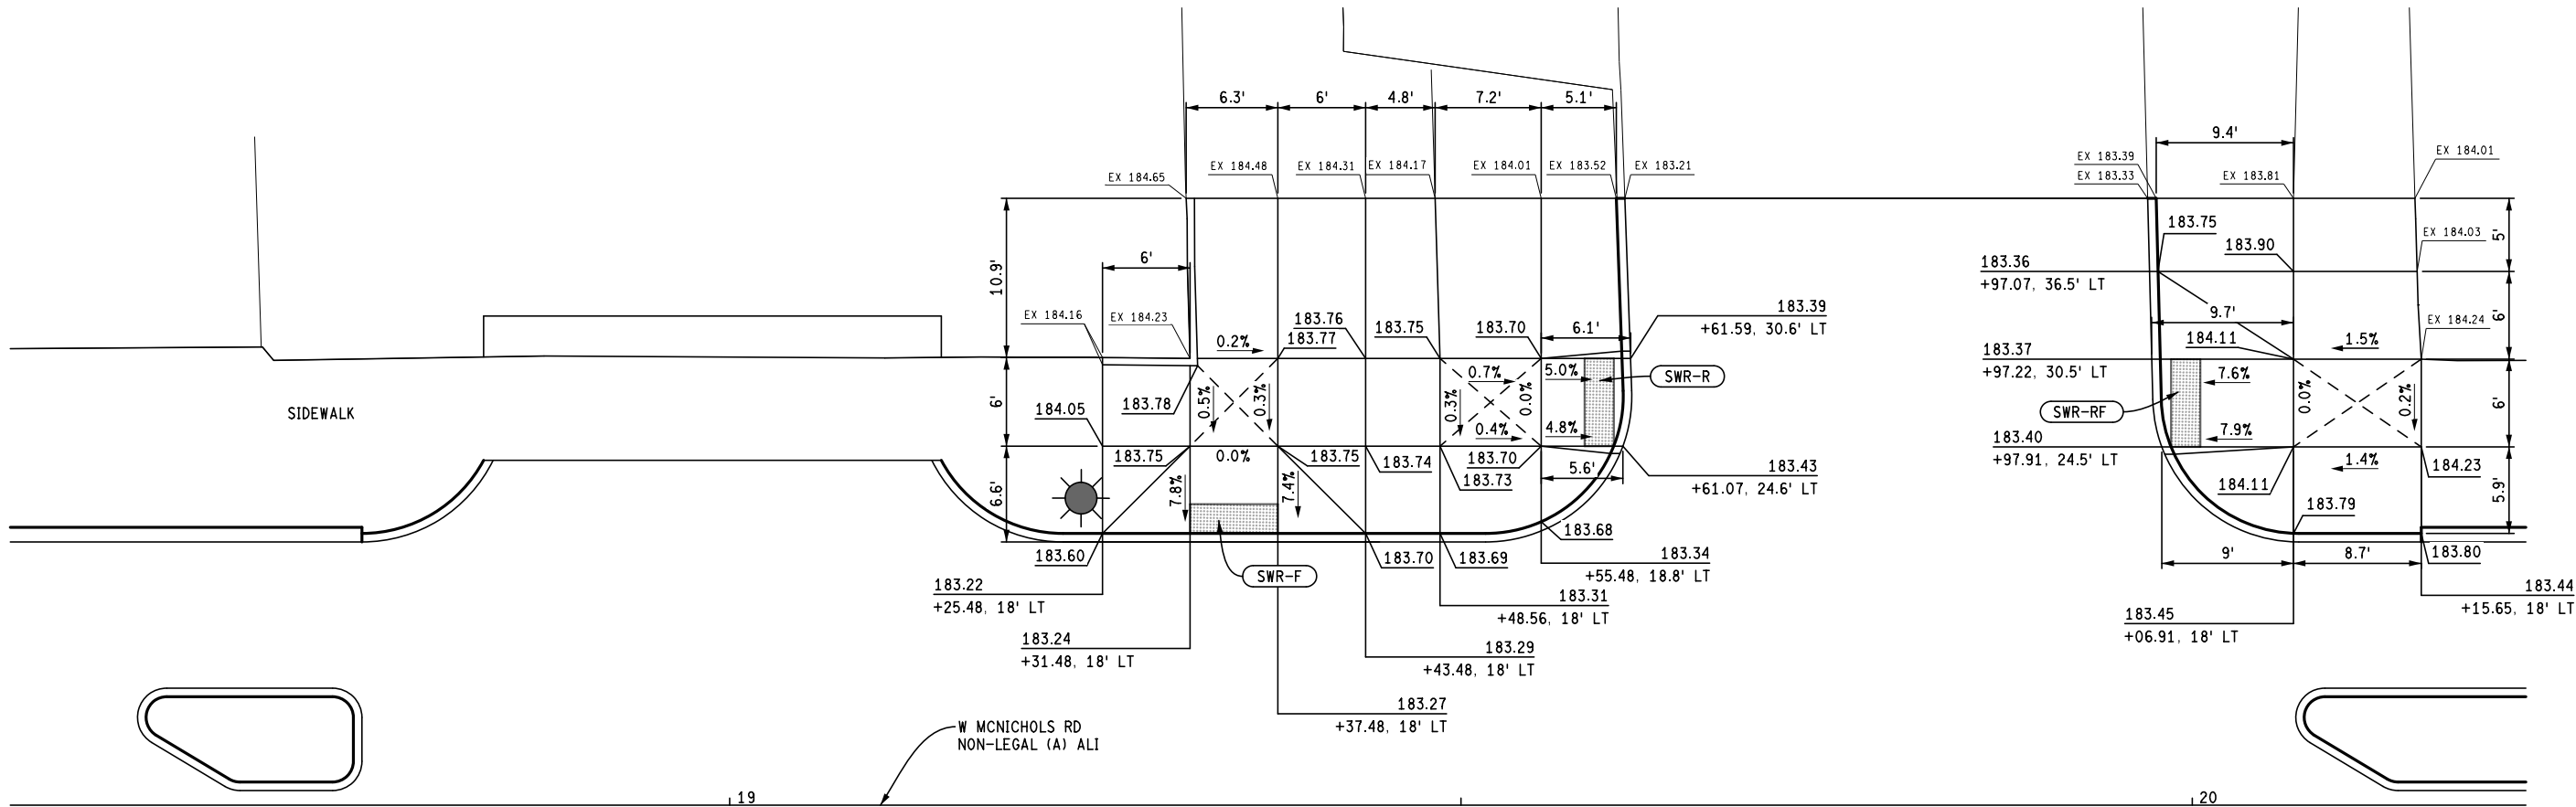 6.3'
6'
4.8'
7.2'
5.1'
9.4'
EX 184.65
EX 184.48
EX 184.31
EX 184.17
EX 184.01
EX 183.52
EX 183.21
EX 183.39
EX 183.33
EX 183.81
EX 184.01
10.9'
6'
EX 184.16
EX 184.23
0.2%
183.76
183.77
183.75
183.70
6.1'
183.39
+61.59, 30.6' LT
183.36
+97.07, 36.5' LT
183.75
183.90
EX 184.03
5'
6'
9.7'
184.11
EX 184.24
1.5%
183.37
+97.22, 30.5' LT
SIDEWALK
6'
184.05
183.78
0.5%
0.3%
0.3%
0.7%
0.4%
0.0%
5.0%
4.8%
SWR-R
SWR-RF
7.6%
7.9%
0.0%
0.2%
6'
183.40
+97.91, 24.5' LT
183.75
0.0%
183.75
183.74
183.73
183.70
5.6'
183.43
+61.07, 24.6' LT
184.11
1.4%
184.23
5.9'
6.6'
7.8%
7.4%
183.60
SWR-F
183.70
183.69
183.68
183.79
183.80
9'
8.7'
183.22
+25.48, 18' LT
183.34
+55.48, 18.8' LT
183.31
+48.56, 18' LT
183.44
+15.65, 18' LT
183.45
+06.91, 18' LT
183.24
+31.48, 18' LT
183.29
+43.48, 18' LT
183.27
+37.48, 18' LT
W MCNICHOLS RD
NON-LEGAL (A) ALI
19
20